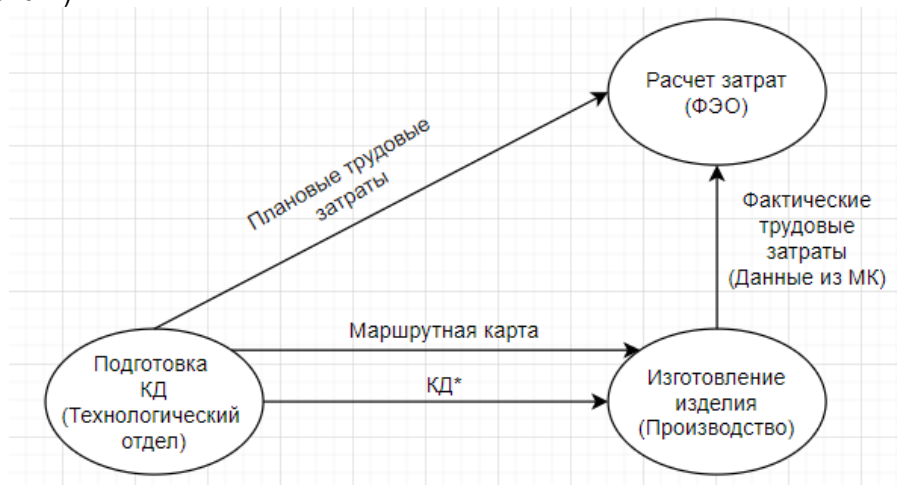 Расчет затрат
(ФЭО)
Плановые трудовые
затраты
Фактические
трудовые
затраты
(Данные из МК)
Маршрутная карта
Подготовка
КД
(Технологический
отдел)
КД*
Изготовление
изделия
(Производство)